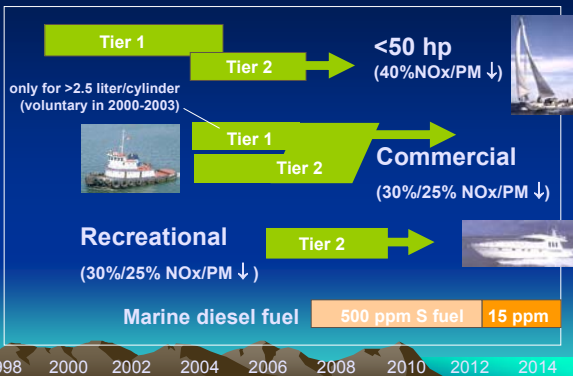 Tier 1
<50 hp
Tier 2
(40%NOx/PM ↓)
only for >2.5 liter/cylinder
(voluntary in 2000-2003)
Tier 1
Tier 2
Commercial
(30%/25% NOx/PM ↓)
Recreational
Tier 2
(30%/25% NOx/PM ↓)
Marine diesel fuel 500 ppm S fuel 15 ppm
998 2000 2002 2004 2006 2008 2010 2012 2014